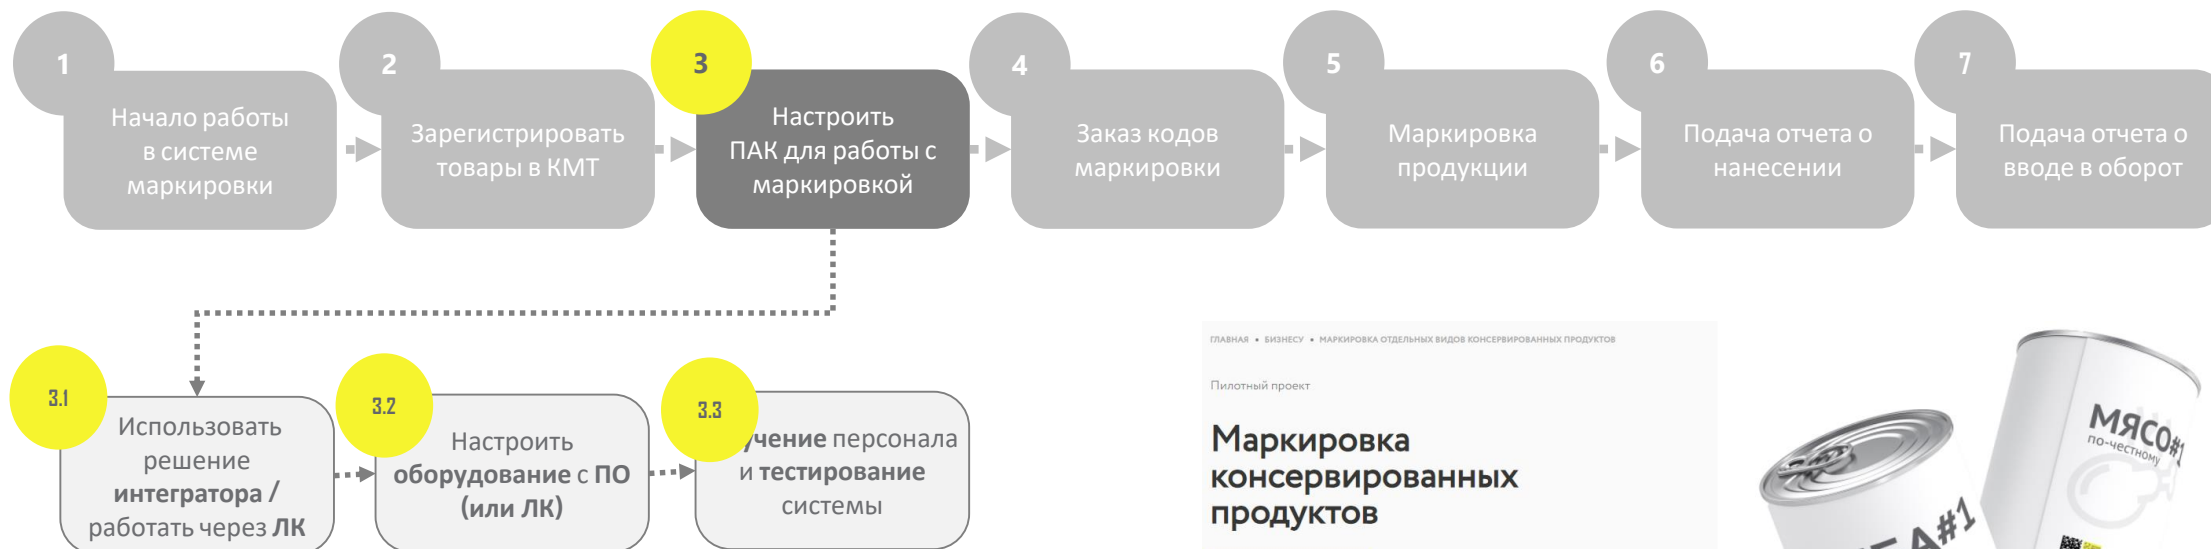 1
Начало работы
в системе
маркировки
2
Зарегистрировать
товары в КМТ
3
Настроить
ПАК для работы с
маркировкой
4
Заказ кодов
маркировки
5
Маркировка
продукции
6
Подача отчета о
нанесении
7
Подача отчета о
вводе в оборот
3.1
Использовать
решение
интегратора /
работать через ЛК
3.2
Настроить
оборудование с ПО
(или ЛК)
3.3
учение персонала
и тестирование
системы
ГЛАВНАЯ • БИЗНЕСУ • МАРКИРОВКА ОТДЕЛЬНЫХ ВИДОВ КОНСЕРВИРОВАННЫХ ПРОДУКТОВ
Пилотный проект
Маркировка
консервированных
продуктов
МЯСО#1
по-честному